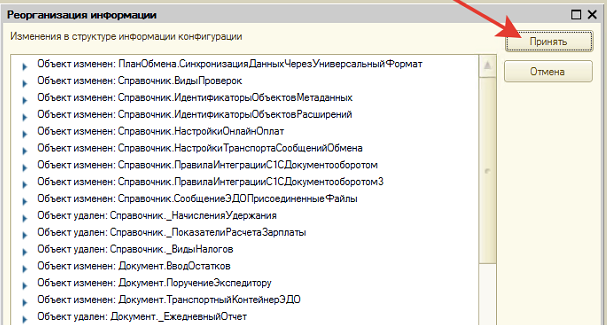 Реорганизация информации
Изменения в структуре информации конфигурации
Принять
Отмена
Объект изменен: ПланОбмена.СинхронизацияДанныхЧерезУниверсальныйФормат
Объект изменен: Справочник.ВидыПроверок
Объект изменен: Справочник.ИдентификаторыОбъектовМетаданных
Объект изменен: Справочник.ИдентификаторыОбъектовРасширений
Объект изменен: Справочник.НастройкиОнлайнОплат
Объект изменен: Справочник.НастройкиТранспортаСообщенийОбмена
Объект изменен: Справочник.ПравилаИнтеграцииС1СДокументооборотом
Объект изменен: Справочник.ПравилаИнтеграцииС1СДокументооборотом3
Объект изменен: Справочник.СообщениеЭДОПрисоединенныеФайлы
Объект удален: Справочник._НачисленияУдержания
Объект удален: Справочник._ПоказателиРасчетаЗарплаты
Объект удален: Справочник._ВидыНалогов
Объект изменен: Документ.ВводОстатков
Объект изменен: Документ.ПоручениеЭкспедитору
Объект изменен: Документ.ТранспортныйКонтейнерЭДО
Объект удален: Документ._ЕжедневныйОтчет